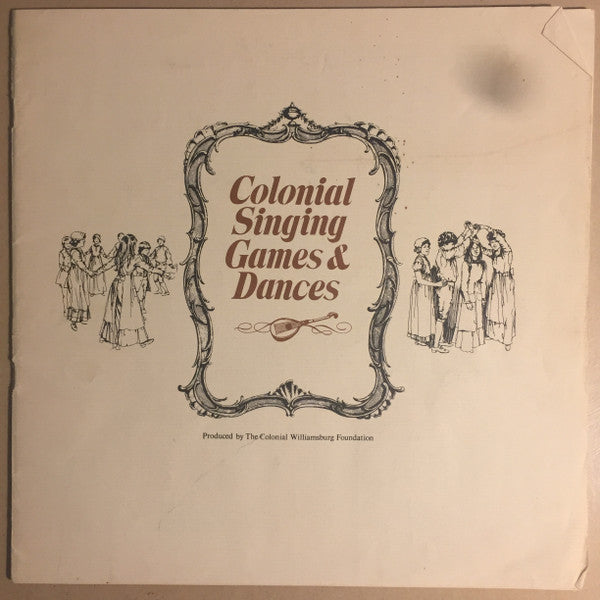 Colonial
Singing
Games &
Dances
Produced by The Colonial Williamsburg Foundation